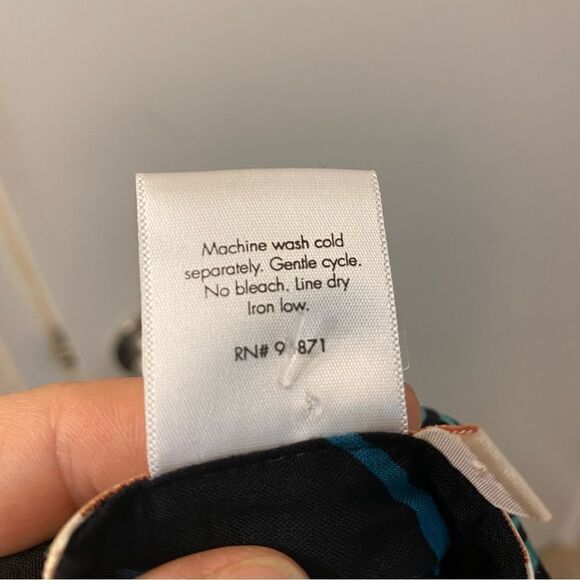 Machine wash cold
separately. Gentle cycle.
No bleach. Line dry
Iron low.
RN# 9 871